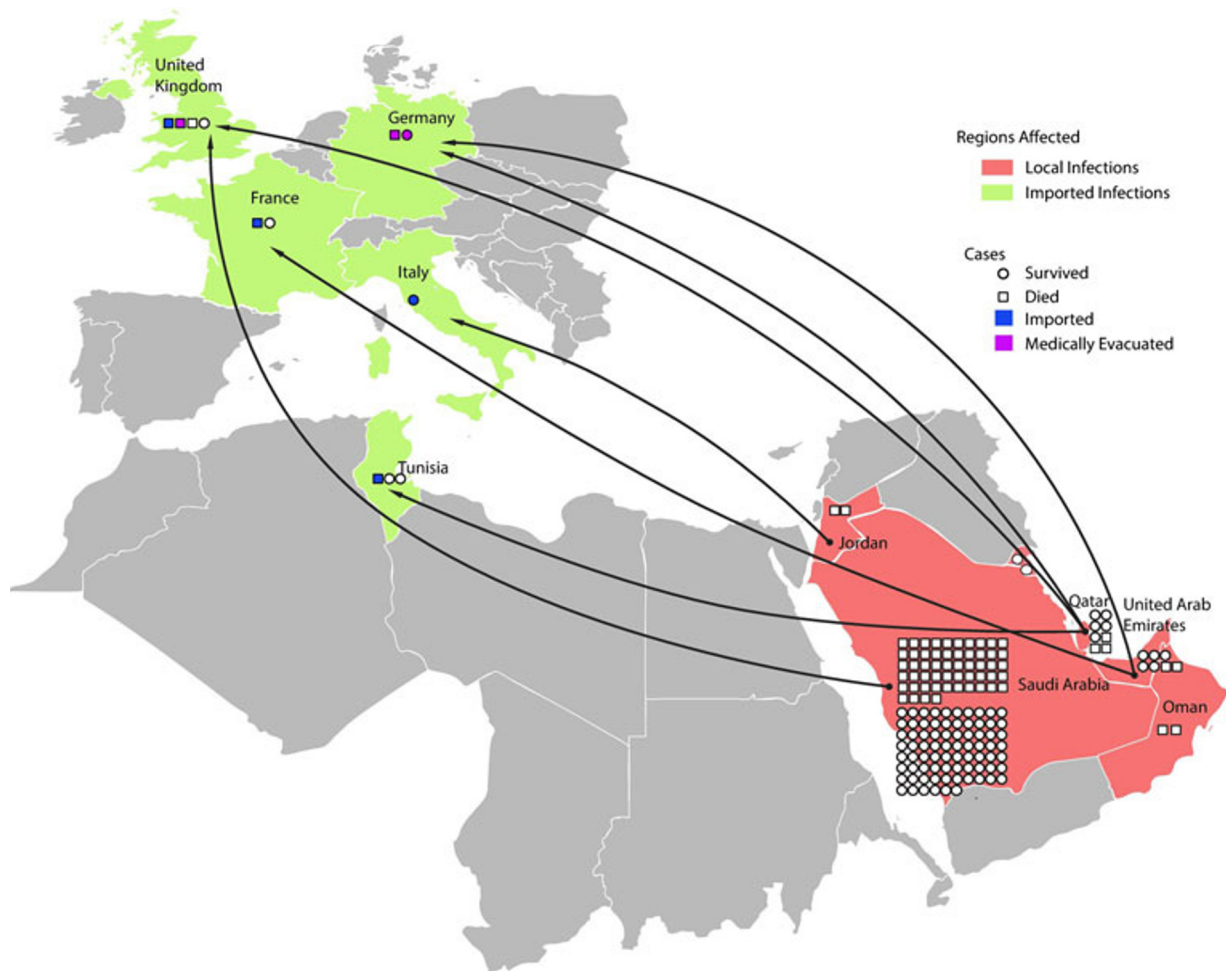 United
Kingdom
Germany
France
Italy
Tunisia
Regions Affected
Local Infections
Imported Infections
Cases
Survived
Died
Imported
Medically Evacuated
Jordan
Qatar
United Arab
Emirates
Saudi Arabia
Oman